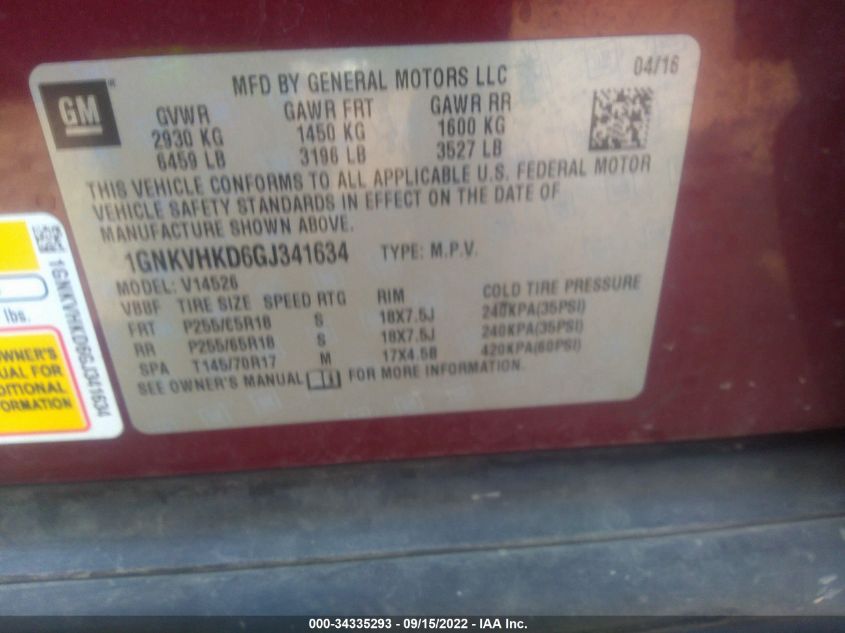 GM
MFD BY GENERAL MOTORS LLC
04/16
GVWR GAWR FRT GAWR RR
2930 KG 1450 KG 1600 KG
6459 LB 3196 LB 3527 LB
THIS VEHICLE CONFORMS TO ALL APPLICABLE U.S. FEDERAL MOTOR
VEHICLE SAFETY STANDARDS IN EFFECT ON THE DATE OF
MANUFACTURE SHOWN ABOVE.
1GNKVHKD6GJ341634 TYPE: M.P.V.
MODEL: V14526
VBBF TIRE SIZE SPEED RTG RIM COLD TIRE PRESSURE
FRT P255/65R18 S 18X7.5J 240KPA(35PSI)
RR P255/65R18 S 18X7.5J 240KPA(35PSI)
SPA T145/70R17 M 17X4.5B 420KPA(60PSI)
SEE OWNER'S MANUAL FOR MORE INFORMATION.
lbs.
OWNER'S
UAL FOR
DITIONAL
FORMATION
1GNKVHKD6GJ341634
000-34335293 - 09/15/2022 - IAA Inc.